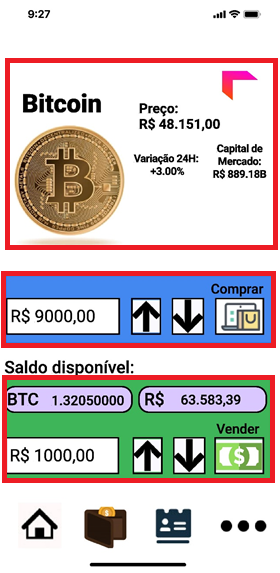 9:27
Bitcoin
Preço:
R$ 48.151,00
Variação 24H:
+3.00%
Capital de
Mercado:
R$ 889.18B
Comprar
R$ 9000,00
Saldo disponível:
BTC 1.32050000 R$ 63.583,39
Vender
R$ 1000,00